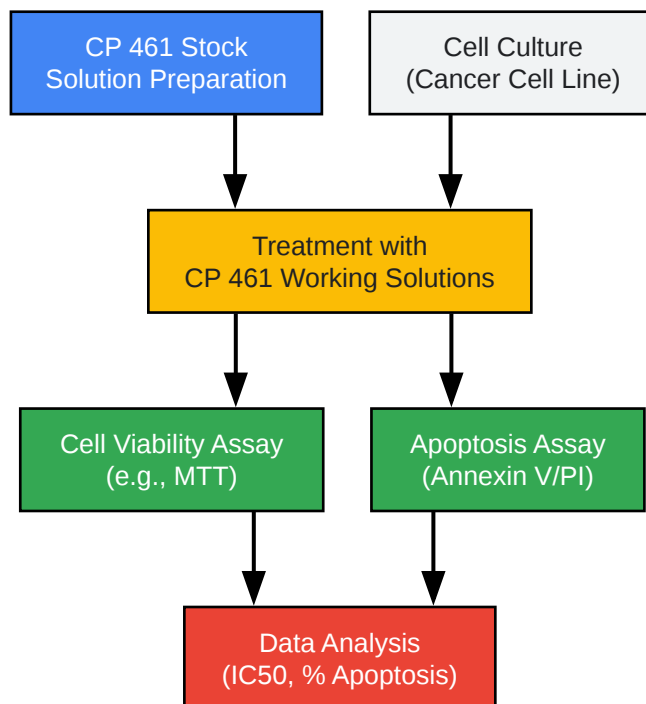 CP 461 Stock
Solution Preparation
Cell Culture
(Cancer Cell Line)
Treatment with
CP 461 Working Solutions
Cell Viability Assay
(e.g., MTT)
Apoptosis Assay
(Annexin V/PI)
Data Analysis
(IC50, % Apoptosis)